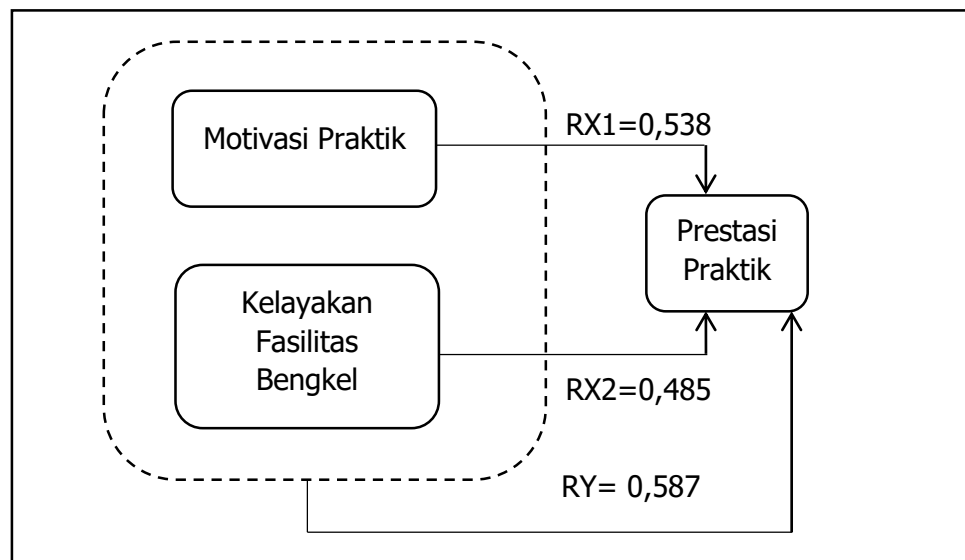 Motivasi Praktik
RX1=0,538
Prestasi
Praktik
Kelayakan
Fasilitas
Bengkel
RX2=0,485
RY= 0,587